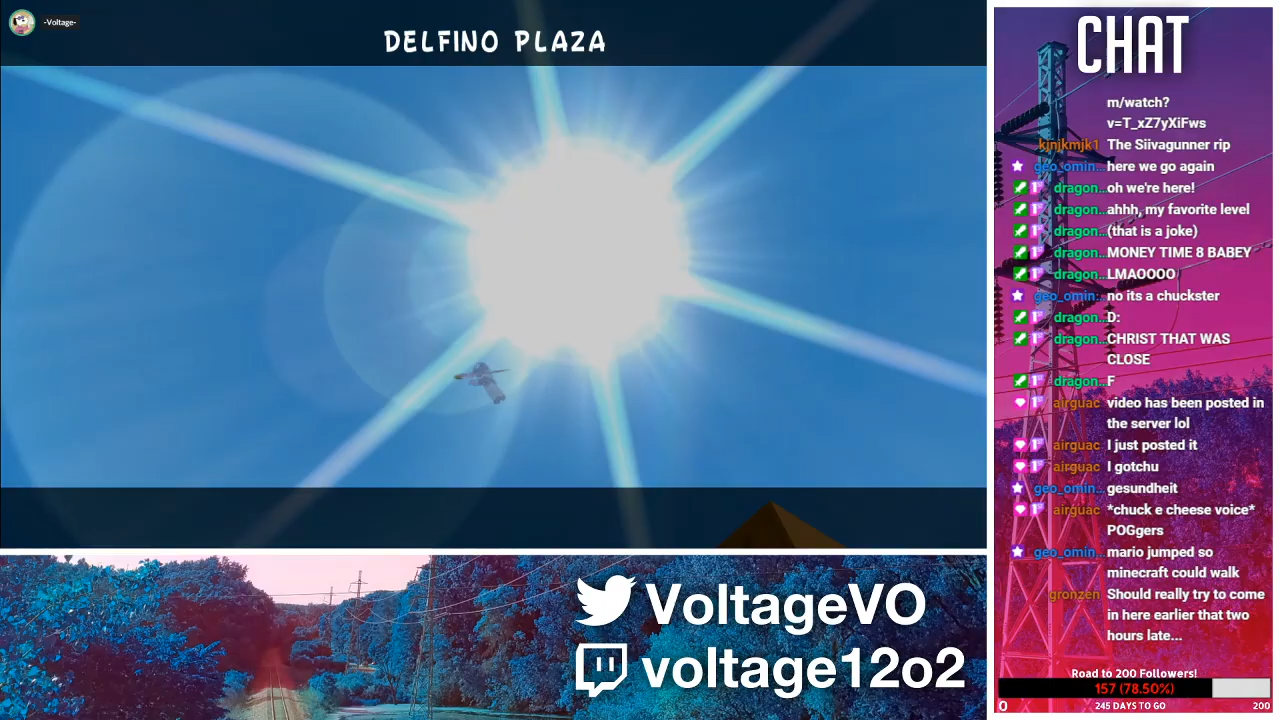 -Voltage-
DELFINO PLAZA
CHAT
m/watch?
v=T_xZ7yXiFws
kjnjkmjk1 The Siivagunner rip
geo_omin... here we go again
dragon... oh we're here!
dragon... ahhh, my favorite level
dragon... (that is a joke)
dragon... MONEY TIME 8 BABEY
dragon... LMAOOOO
geo_omin... no its a chuckster
dragon... D:
dragon... CHRIST THAT WAS
CLOSE
dragon... F
airguac video has been posted in
the server lol
airguac I just posted it
airguac I gotchu
geo_omin... gesundheit
airguac *chuck e cheese voice*
POGgers
geo_omin... mario jumped so
minecraft could walk
gronzen Should really try to come
in here earlier that two
hours late...
Road to 200 Followers!
157 (78.50%)
0 245 DAYS TO GO 200
VoltageVO
voltage12o2